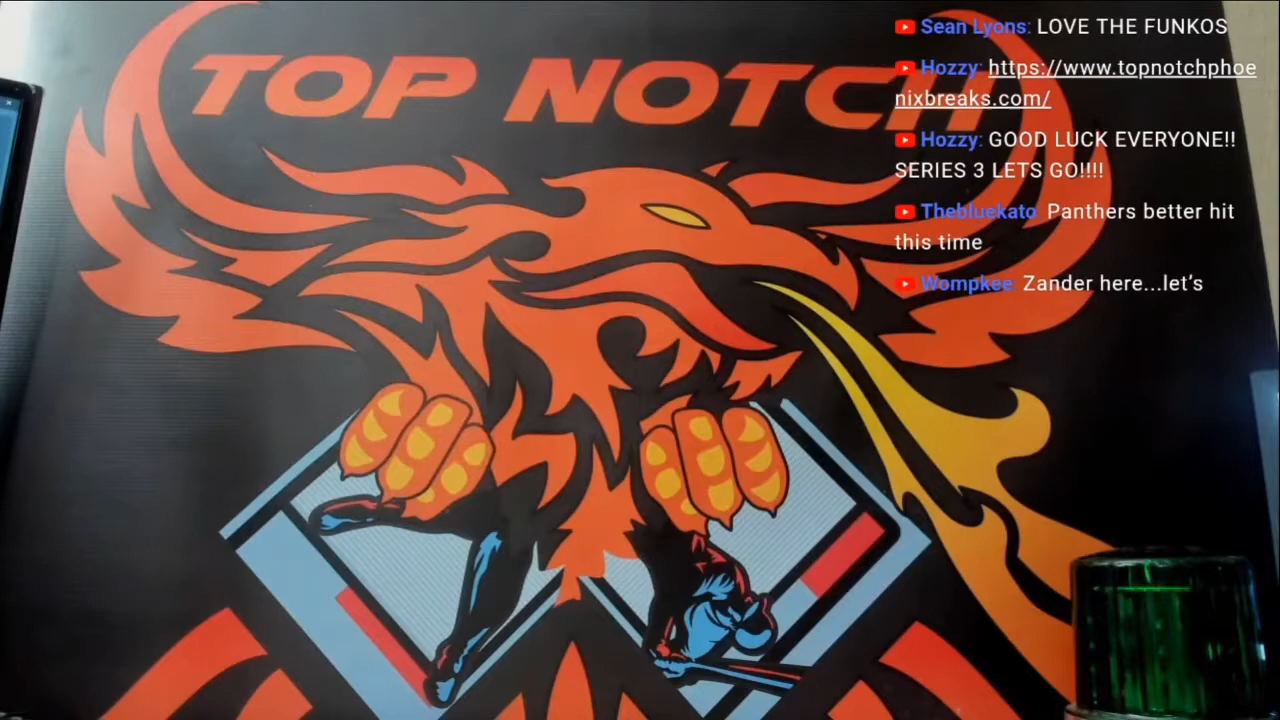 TOP NOTCH
Sean Lyons: LOVE THE FUNKOS
Hozzy: https://www.topnotchphoe
nixbreaks.com/
Hozzy: GOOD LUCK EVERYONE!!
SERIES 3 LETS GO!!!!
Thebluekato: Panthers better hit
this time
Wompkee: Zander here...let’s